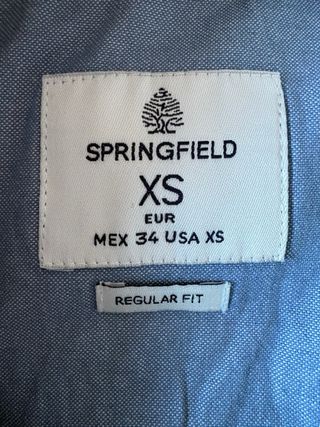 SPRINGFIELD
XS
EUR
MEX 34 USA XS
REGULAR FIT